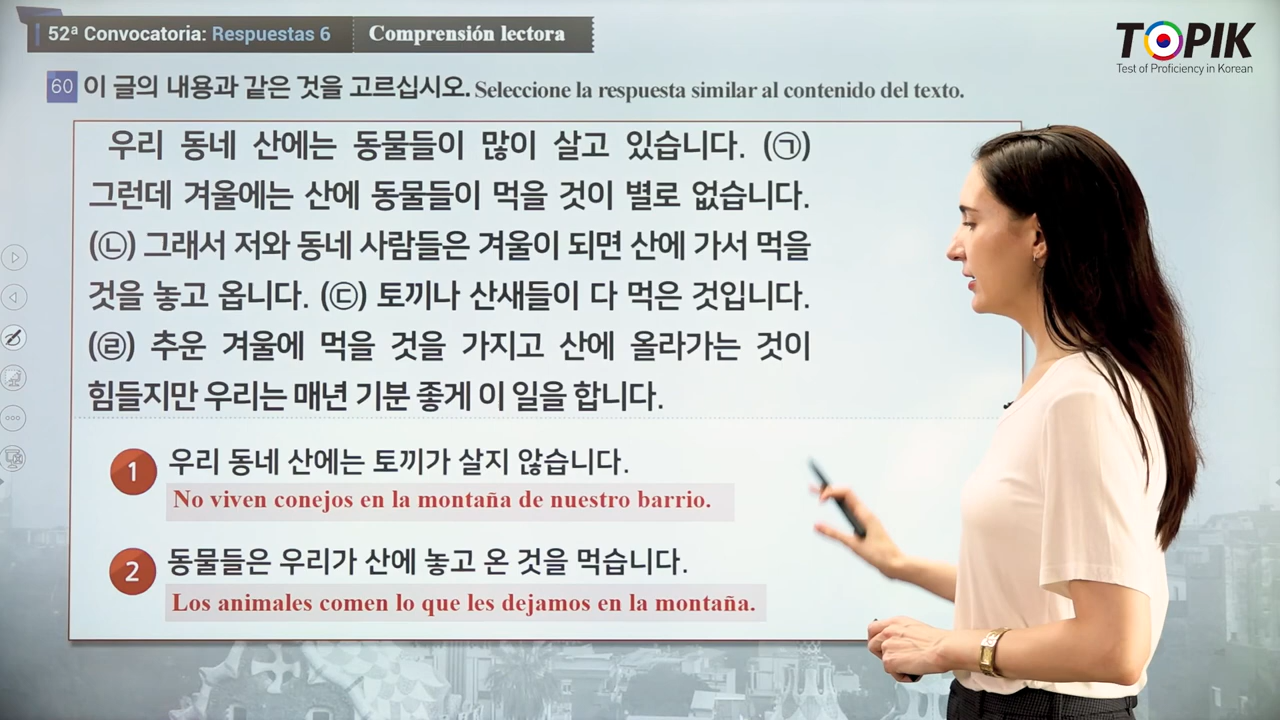 52ª Convocatoria: Respuestas 6 Comprensión lectora
TOPIK
Test of Proficiency in Korean
60 이 글의 내용과 같은 것을 고르십시오. Seleccione la respuesta similar al contenido del texto.
우리 동네 산에는 동물들이 많이 살고 있습니다. (㉠)
그런데 겨울에는 산에 동물들이 먹을 것이 별로 없습니다.
(㉡) 그래서 저와 동네 사람들은 겨울이 되면 산에 가서 먹을
것을 놓고 옵니다. (㉢) 토끼나 산새들이 다 먹은 것입니다.
(㉣) 추운 겨울에 먹을 것을 가지고 산에 올라가는 것이
힘들지만 우리는 매년 기분 좋게 이 일을 합니다.
1 우리 동네 산에는 토끼가 살지 않습니다.
No viven conejos en la montaña de nuestro barrio.
2 동물들은 우리가 산에 놓고 온 것을 먹습니다.
Los animales comen lo que les dejamos en la montaña.